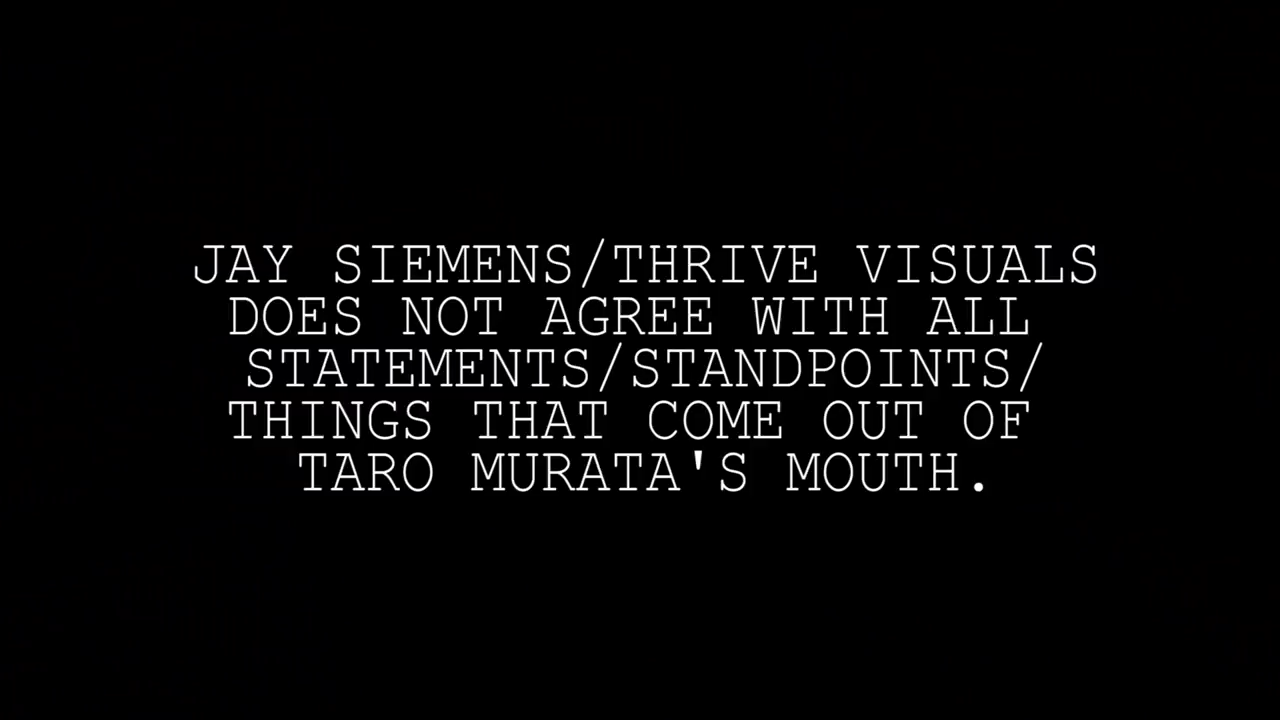 JAY SIEMENS/THRIVE VISUALS
DOES NOT AGREE WITH ALL
STATEMENTS/STANDPOINTS/
THINGS THAT COME OUT OF
TARO MURATA'S MOUTH.